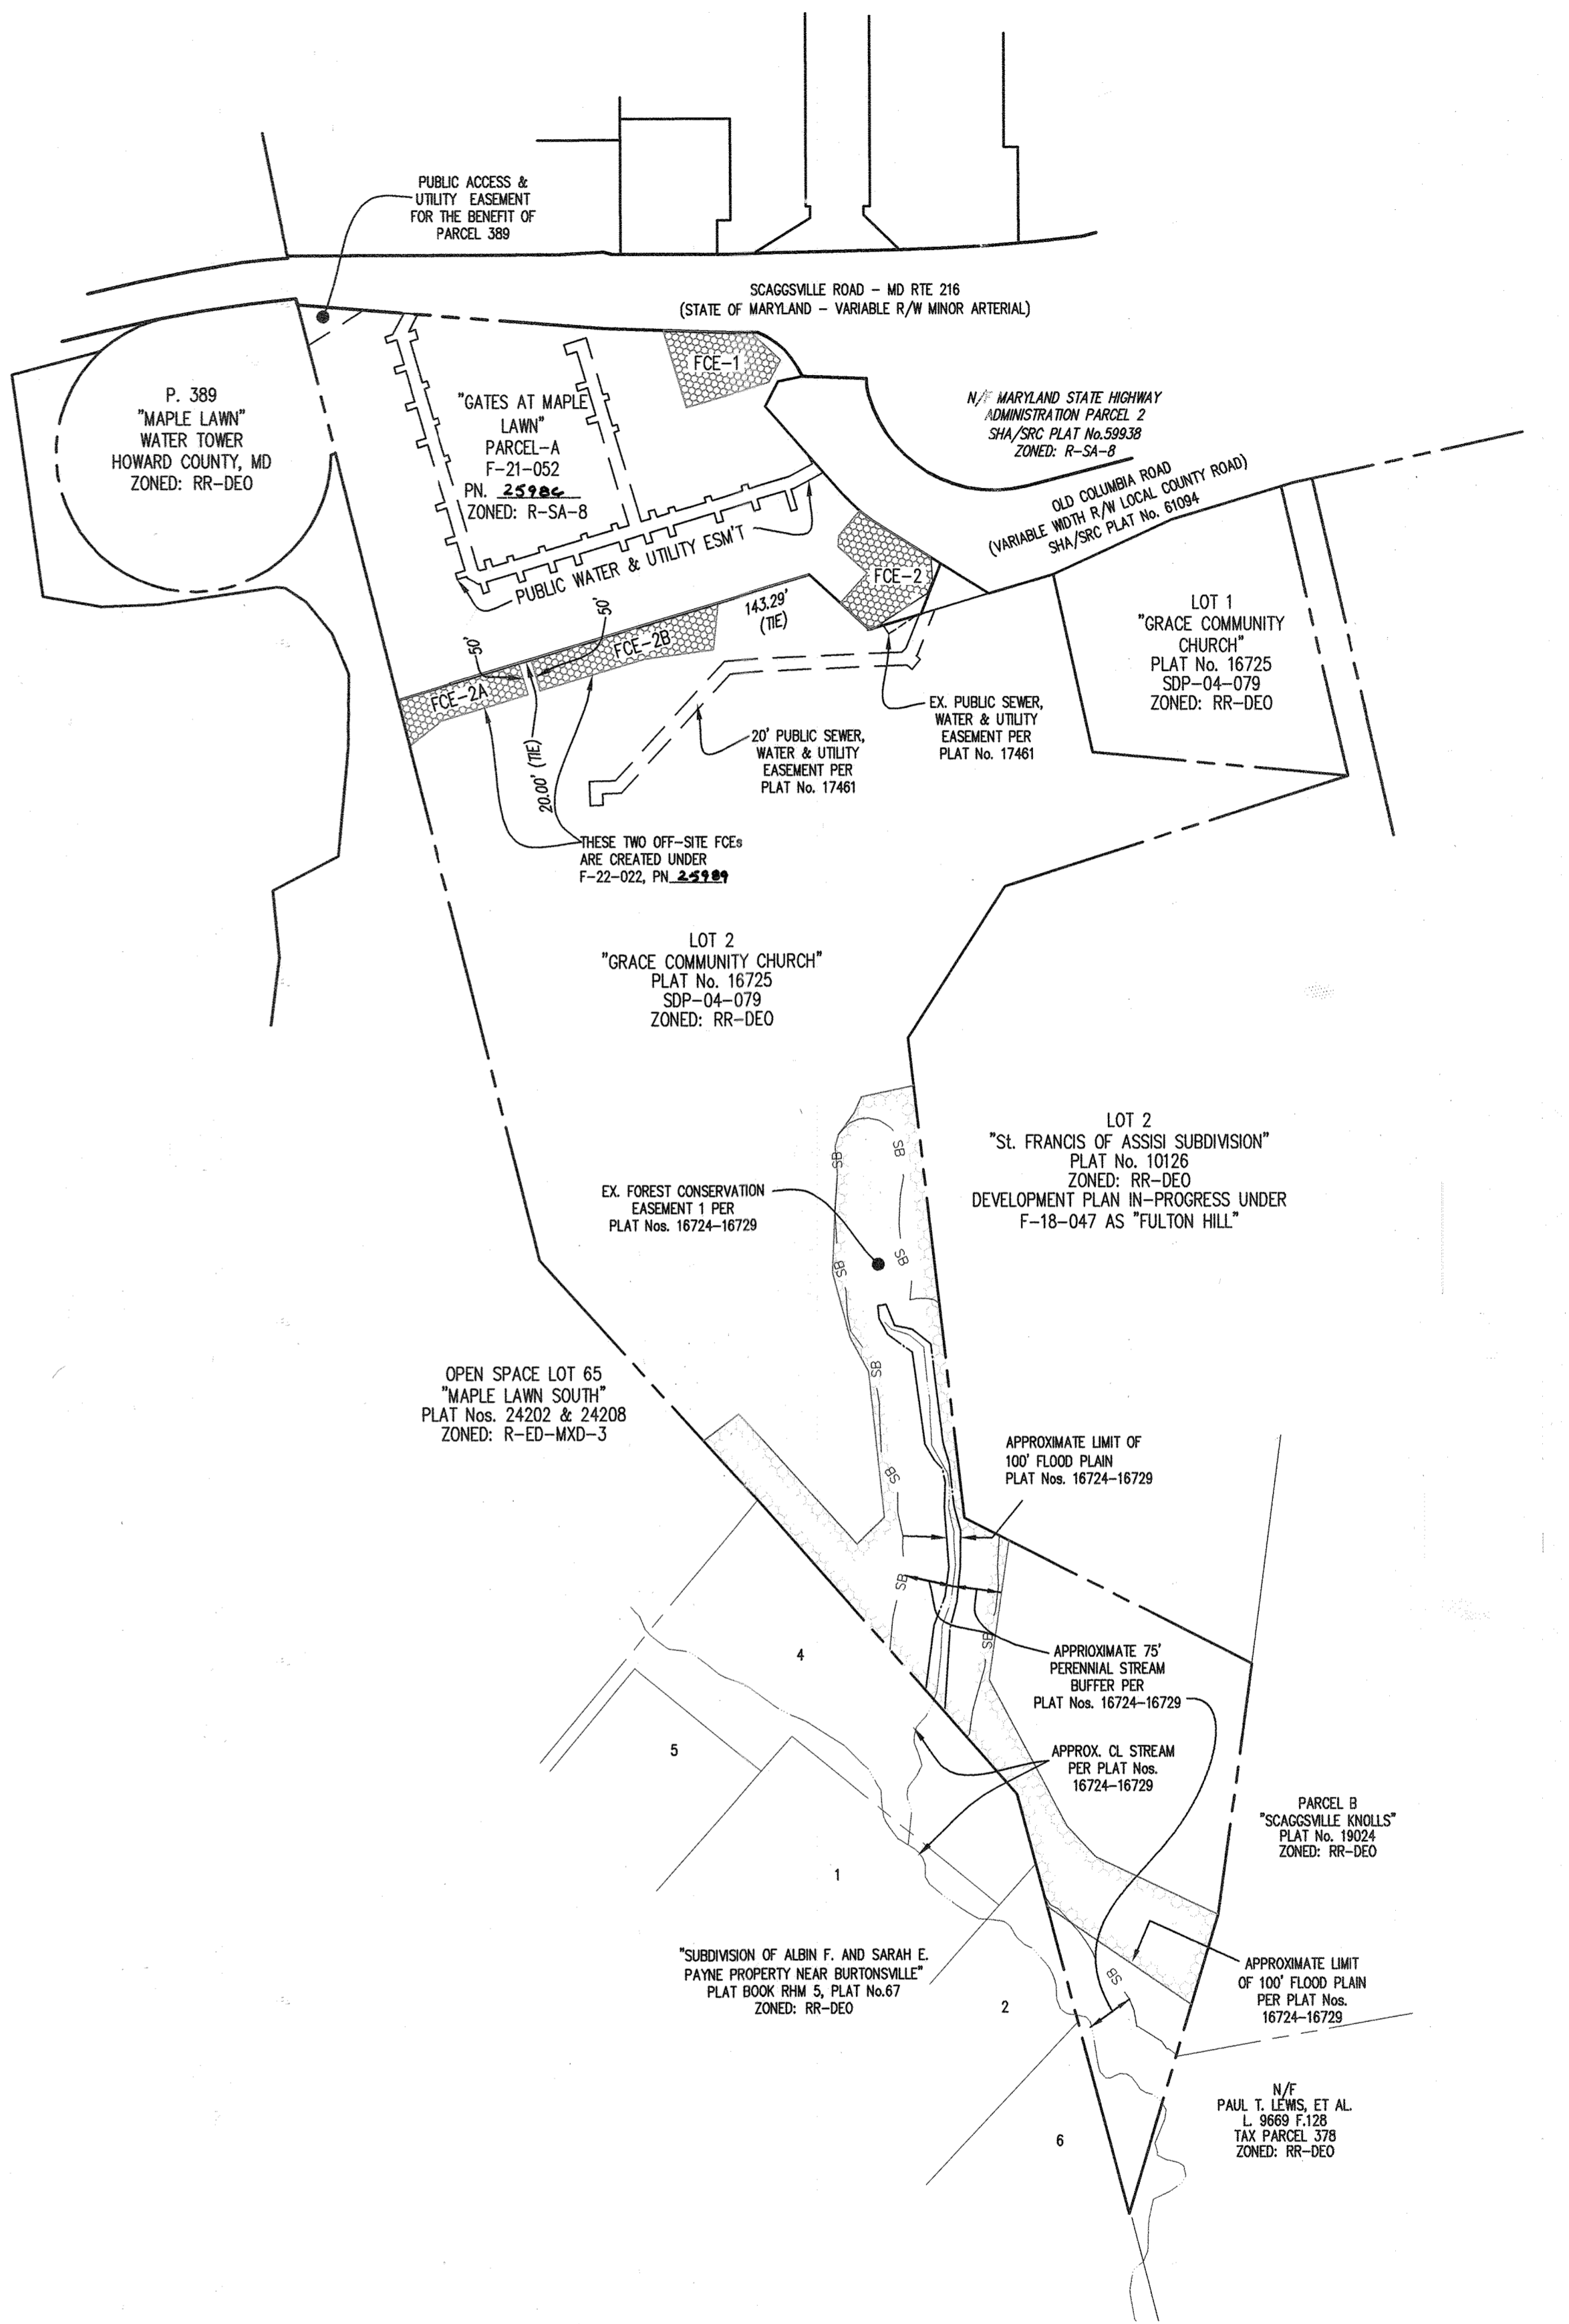 PUBLIC ACCESS &
UTILITY EASEMENT
FOR THE BENEFIT OF
PARCEL 389
SCAGGSVILLE ROAD - MD RTE 216
(STATE OF MARYLAND - VARIABLE R/W MINOR ARTERIAL)
P. 389
"MAPLE LAWN"
WATER TOWER
HOWARD COUNTY, MD
ZONED: RR-DEO
"GATES AT MAPLE
LAWN"
PARCEL-A
F-21-052
PN. 25986
ZONED: R-SA-8
FCE-1
N/F MARYLAND STATE HIGHWAY
ADMINISTRATION PARCEL 2
SHA/SRC PLAT No.59938
ZONED: R-SA-8
OLD COLUMBIA ROAD
(VARIABLE WIDTH R/W LOCAL COUNTY ROAD)
SHA/SRC PLAT No. 61094
PUBLIC WATER & UTILITY ESM'T
FCE-2
50'
50'
FCE-2A
FCE-2B
143.29'
(TIE)
20.00' (TIE)
LOT 1
"GRACE COMMUNITY
CHURCH"
PLAT No. 16725
SDP-04-079
ZONED: RR-DEO
EX. PUBLIC SEWER,
WATER & UTILITY
EASEMENT PER
PLAT No. 17461
20' PUBLIC SEWER,
WATER & UTILITY
EASEMENT PER
PLAT No. 17461
THESE TWO OFF-SITE FCEs
ARE CREATED UNDER
F-22-022, PN 25989
LOT 2
"GRACE COMMUNITY CHURCH"
PLAT No. 16725
SDP-04-079
ZONED: RR-DEO
LOT 2
"St. FRANCIS OF ASSISI SUBDIVISION"
PLAT No. 10126
ZONED: RR-DEO
DEVELOPMENT PLAN IN-PROGRESS UNDER
F-18-047 AS "FULTON HILL"
SB
SB
EX. FOREST CONSERVATION
EASEMENT 1 PER
PLAT Nos. 16724-16729
SB
SB
SB
OPEN SPACE LOT 65
"MAPLE LAWN SOUTH"
PLAT Nos. 24202 & 24208
ZONED: R-ED-MXD-3
APPROXIMATE LIMIT OF
100' FLOOD PLAIN
PLAT Nos. 16724-16729
SB
SB
SB
4
APPRIOXIMATE 75'
PERENNIAL STREAM
BUFFER PER
PLAT Nos. 16724-16729
5
APPROX. CL STREAM
PER PLAT Nos.
16724-16729
PARCEL B
"SCAGGSVILLE KNOLLS"
PLAT No. 19024
ZONED: RR-DEO
1
"SUBDIVISION OF ALBIN F. AND SARAH E.
PAYNE PROPERTY NEAR BURTONSVILLE"
PLAT BOOK RHM 5, PLAT No.67
ZONED: RR-DEO
SB
APPROXIMATE LIMIT
OF 100' FLOOD PLAIN
PER PLAT Nos.
16724-16729
2
6
N/F
PAUL T. LEWIS, ET AL.
L. 9669 F.128
TAX PARCEL 378
ZONED: RR-DEO